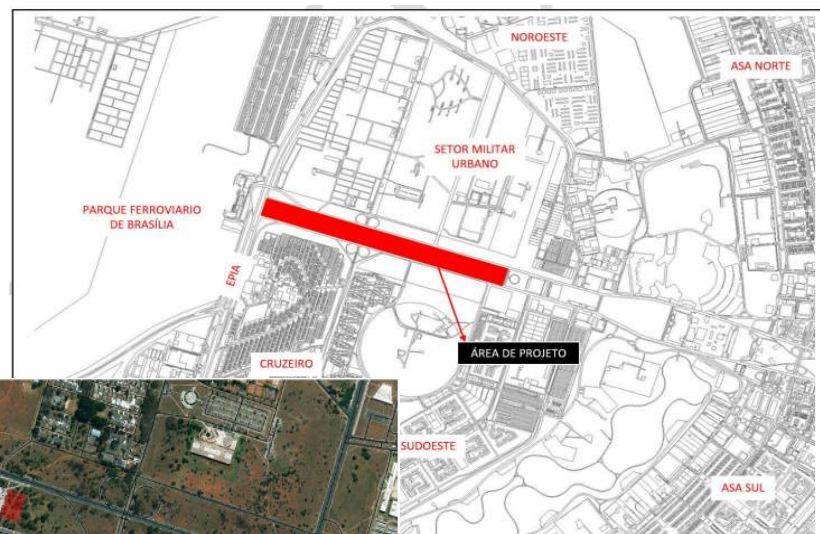 NOROESTE
ASA NORTE
SETOR MILITAR
URBANO
PARQUE FERROVIARIO
DE BRASÍLIA
EPIA
ÁREA DE PROJETO
CRUZEIRO
SUDOESTE
ASA SUL